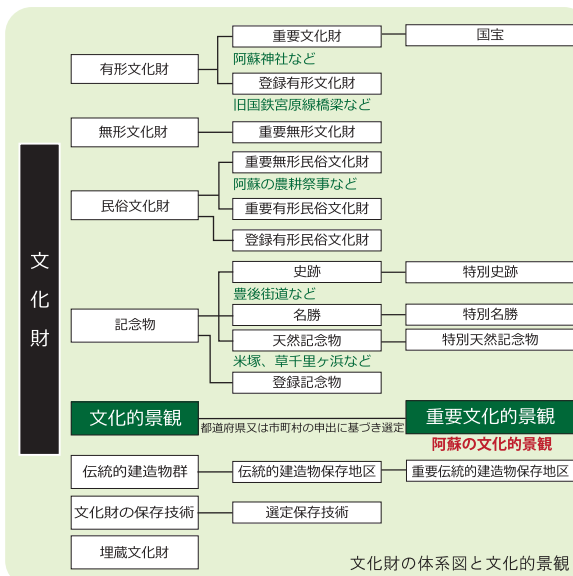 文化財
有形文化財
重要文化財
国宝
阿蘇神社など
登録有形文化財
旧国鉄宮原線橋梁など
無形文化財
重要無形文化財
民俗文化財
重要無形民俗文化財
阿蘇の農耕祭事など
重要有形民俗文化財
登録有形民俗文化財
記念物
史跡
特別史跡
豊後街道など
名勝
特別名勝
天然記念物
特別天然記念物
米塚、草千里ヶ浜など
登録記念物
文化的景観
都道府県又は市町村の申出に基づき選定
重要文化的景観
阿蘇の文化的景観
伝統的建造物群
伝統的建造物保存地区
重要伝統的建造物保存地区
文化財の保存技術
選定保存技術
埋蔵文化財
文化財の体系図と文化的景観